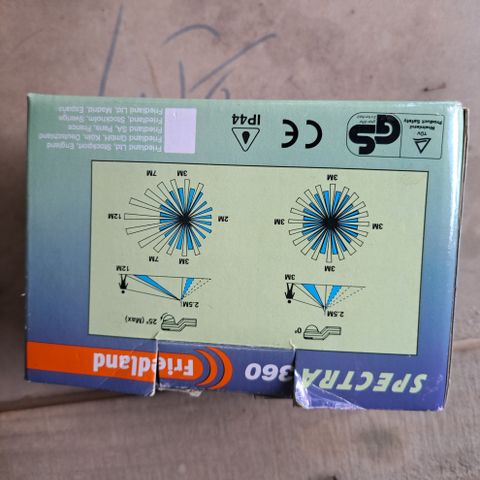 SPECTRA 360 Friedland
0°
25° (Max)
2.5M
3M
2.5M
12M
3M
3M
3M
3M
3M
7M
2M
12M
3M
7M
TÜV
Rheinland
Product Safety
GS
CE
IP44
Friedland Ltd, Stockport, England
Friedland GmbH, Köln, Deutschland
Friedland SA, Paris, France
Friedland Stockholm, Sverige
Friedland Ltd, Madrid, España